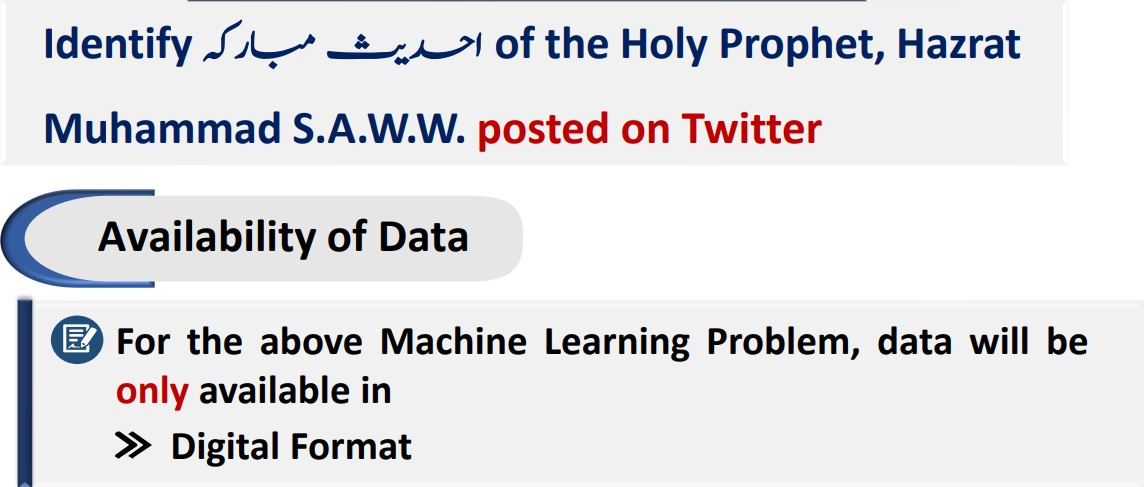 Identify احدیث مبارکہ of the Holy Prophet, Hazrat
Muhammad S.A.W.W. posted on Twitter
Availability of Data
For the above Machine Learning Problem, data will be
only available in
Digital Format